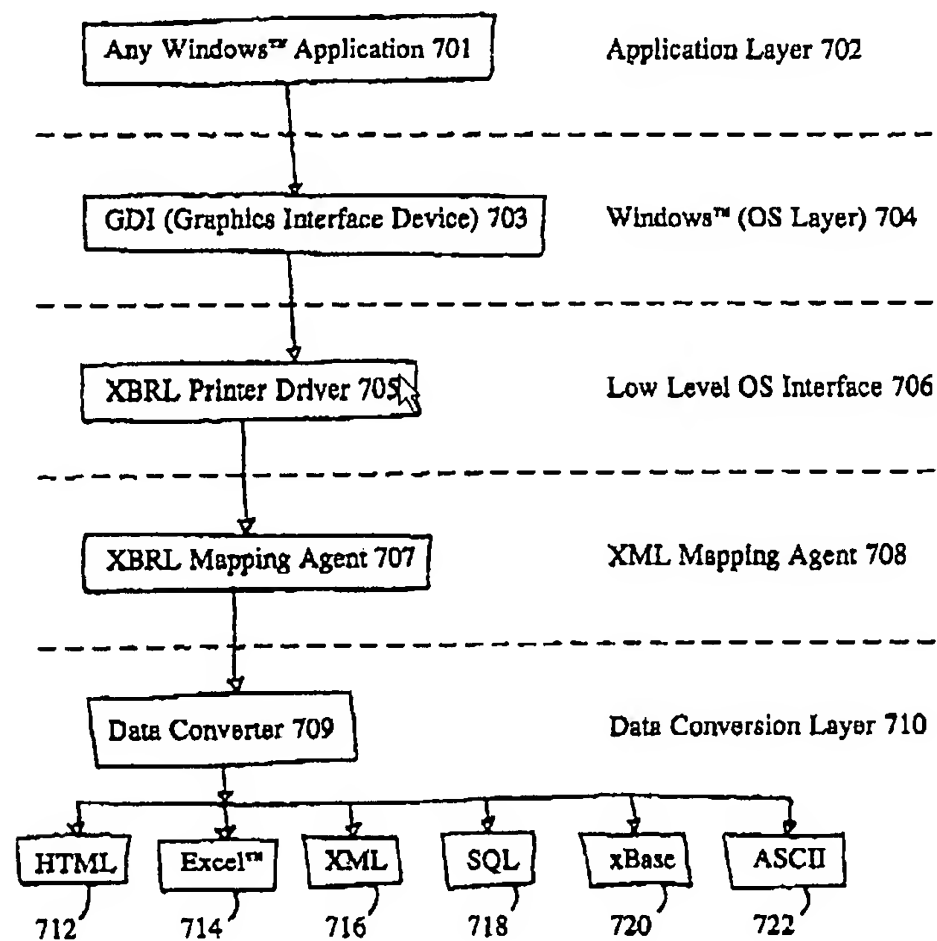 Any Windows™ Application 701
Application Layer 702
GDI (Graphics Interface Device) 703
Windows™ (OS Layer) 704
XBRL Printer Driver 705
Low Level OS Interface 706
XBRL Mapping Agent 707
XML Mapping Agent 708
Data Converter 709
Data Conversion Layer 710
HTML
Excel™
XML
SQL
xBase
ASCII
712
714
716
718
720
722